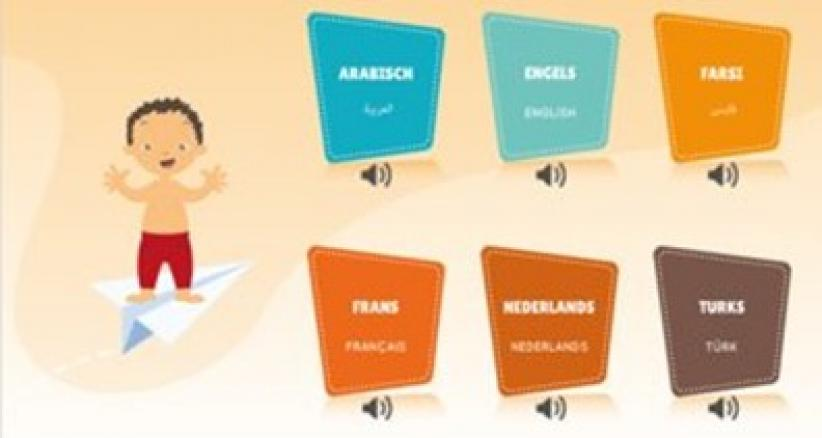 ARABISCH
العربية
ENGELS
ENGLISH
FARSI
فارسی
FRANS
FRANÇAIS
NEDERLANDS
NEDERLANDS
TURKS
TÜRK